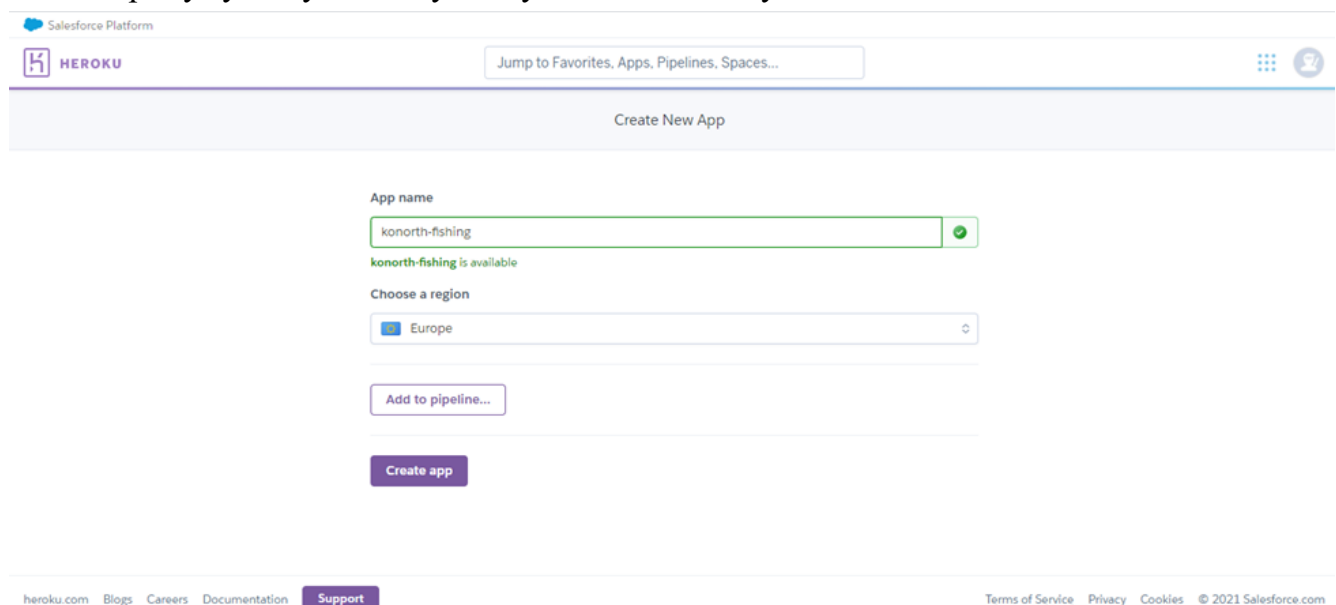 Salesforce Platform
HEROKU
Jump to Favorites, Apps, Pipelines, Spaces...
Create New App
App name
konorth-fishing
konorth-fishing is available
Choose a region
Europe
Add to pipeline...
Create app
heroku.com Blogs Careers Documentation Support Terms of Service Privacy Cookies © 2021 Salesforce.com